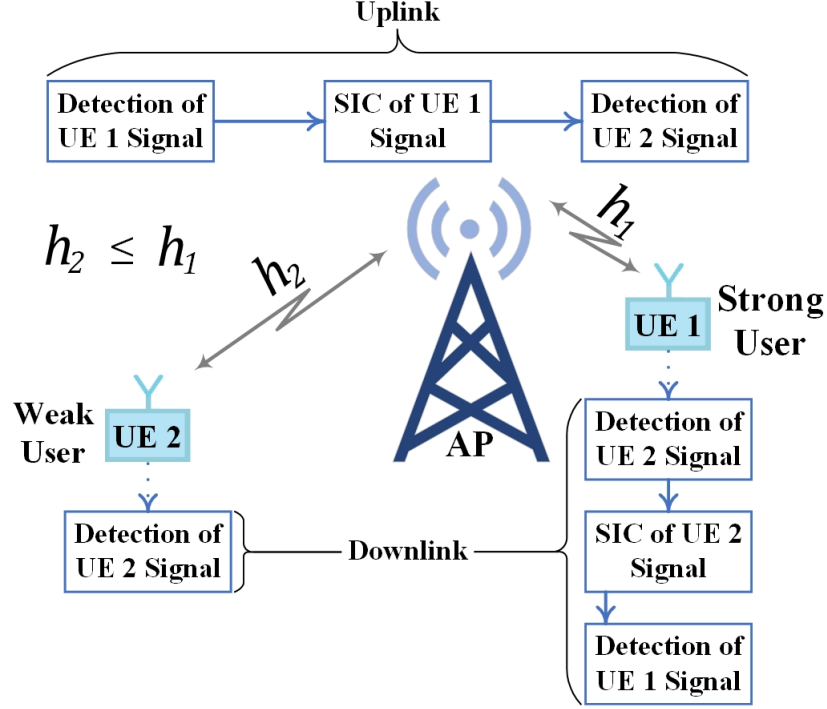 Uplink
Detection of
UE 1 Signal
SIC of UE 1
Signal
Detection of
UE 2 Signal
h₂ ≤ h₁
h₂
h₁
UE 1
Strong
User
Weak
User
UE 2
AP
Detection of
UE 2 Signal
Downlink
Detection of
UE 2 Signal
SIC of UE 2
Signal
Detection of
UE 1 Signal